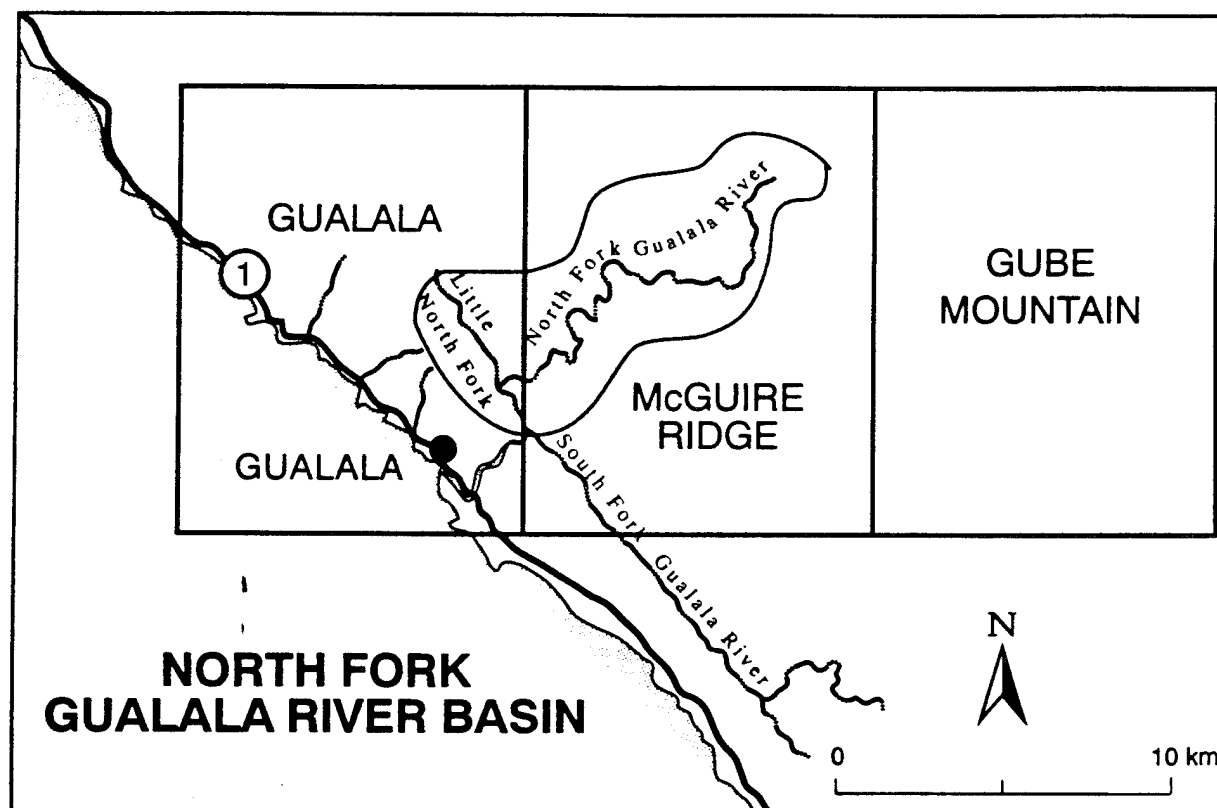 GUALALA
1
Little
North Fork
North Fork Gualala River
GUBE
MOUNTAIN
McGUIRE
RIDGE
GUALALA
South Fork Gualala River
NORTH FORK
GUALALA RIVER BASIN
N
0 10 km